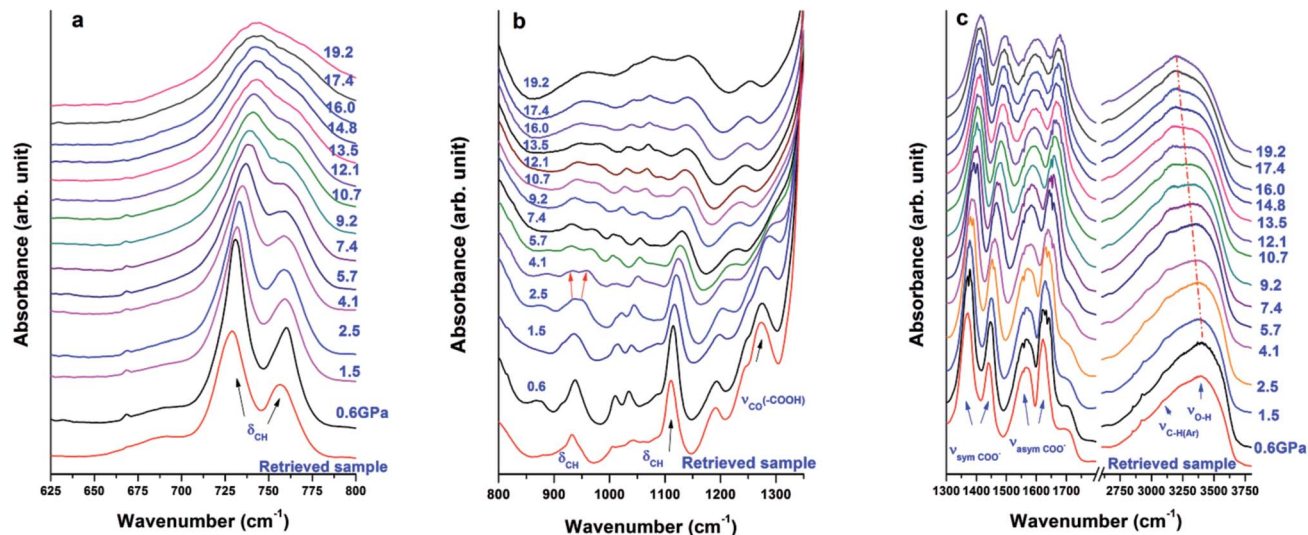 a
19.2
17.4
16.0
14.8
13.5
12.1
10.7
9.2
7.4
5.7
4.1
2.5
1.5
0.6GPa
δCH
Retrieved sample
Absorbance (arb. unit)
625 650 675 700 725 750 775 800
Wavenumber (cm-1)
b
19.2
17.4
16.0
13.5
12.1
10.7
9.2
7.4
5.7
4.1
2.5
1.5
0.6
νCO(-COOH)
δCH
δCH
Retrieved sample
Absorbance (arb. unit)
800 900 1000 1100 1200 1300
Wavenumber (cm-1)
c
19.2
17.4
16.0
14.8
13.5
12.1
10.7
9.2
7.4
5.7
4.1
2.5
1.5
0.6GPa
νsym COO-
νasym COO-
νC-H(Ar)
νO-H
Retrieved sample
Absorbance (arb. unit)
1300 1400 1500 1600 1700 2750 3000 3250 3500 3750
Wavenumber (cm-1)